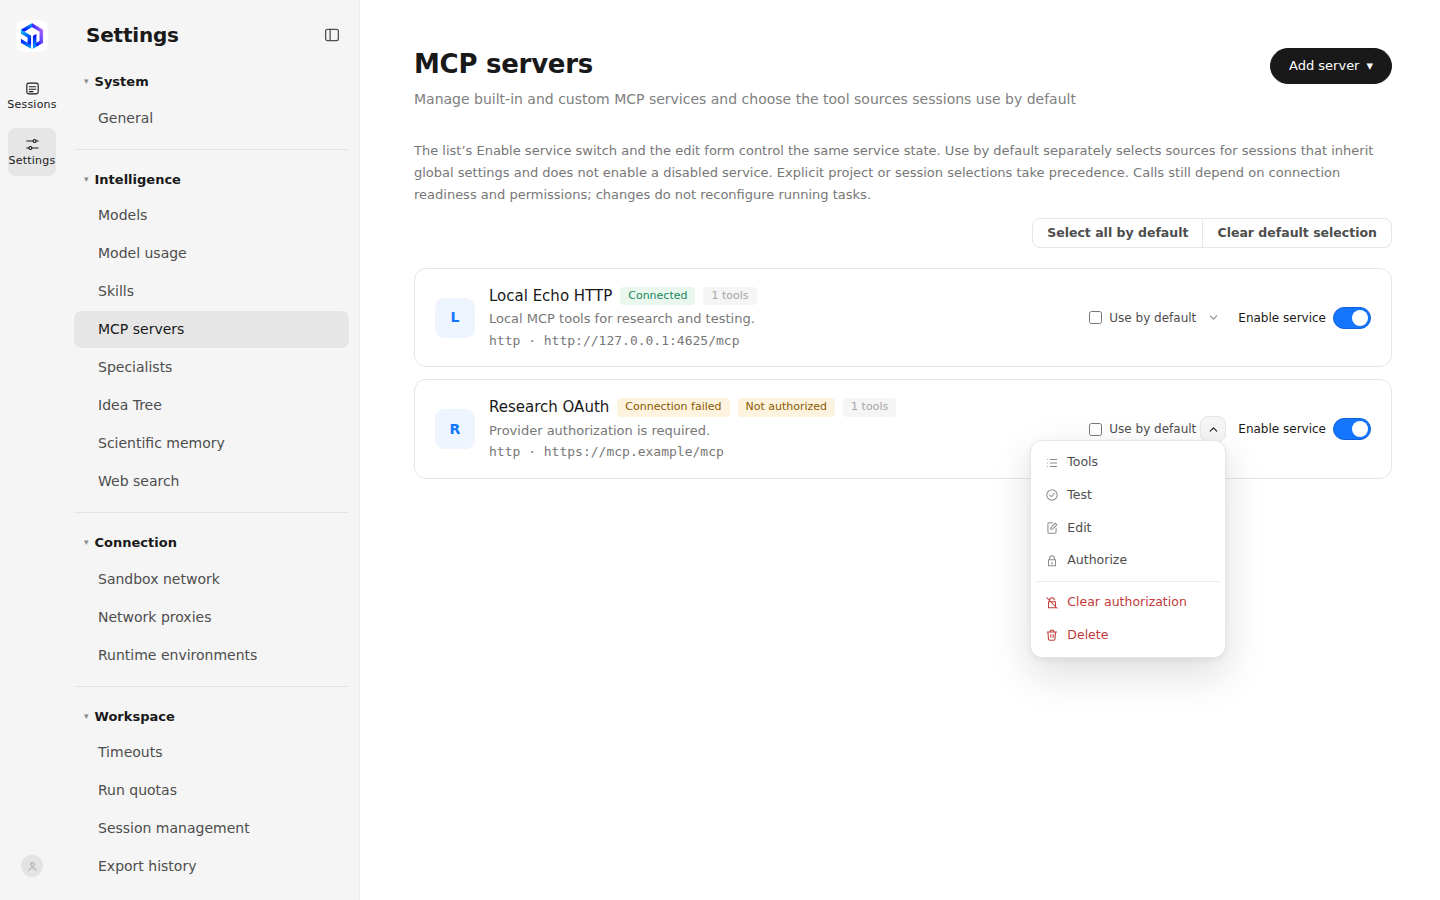 Settings
Sessions
Settings
System
General
Intelligence
Models
Model usage
Skills
MCP servers
Specialists
Idea Tree
Scientific memory
Web search
Connection
Sandbox network
Network proxies
Runtime environments
Workspace
Timeouts
Run quotas
Session management
Export history
MCP servers
Add server
Manage built-in and custom MCP services and choose the tool sources sessions use by default
The list’s Enable service switch and the edit form control the same service state. Use by default separately selects sources for sessions that inherit
global settings and does not enable a disabled service. Explicit project or session selections take precedence. Calls still depend on connection
readiness and permissions; changes do not reconfigure running tasks.
Select all by default Clear default selection
L
Local Echo HTTP Connected 1 tools
Local MCP tools for research and testing.
http · http://127.0.0.1:4625/mcp
Use by default Enable service
R
Research OAuth Connection failed Not authorized 1 tools
Provider authorization is required.
http · https://mcp.example/mcp
Use by default Enable service
Tools
Test
Edit
Authorize
Clear authorization
Delete